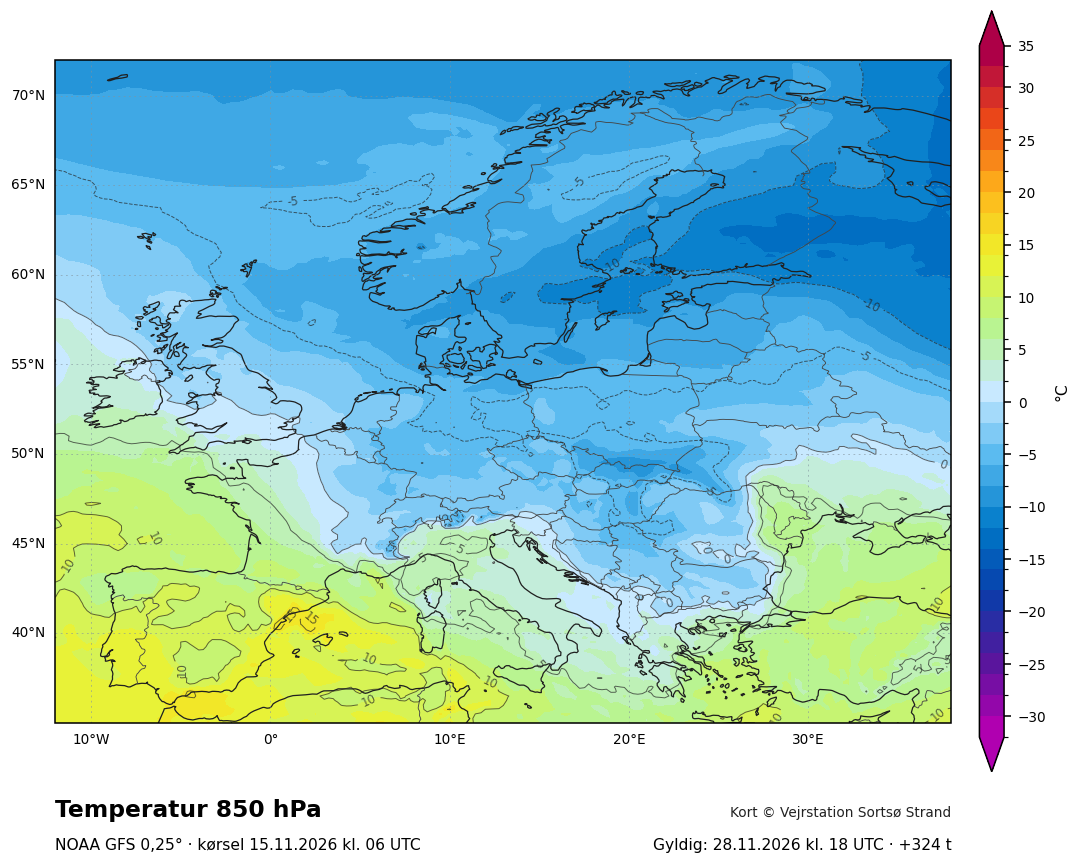 70°N
65°N
60°N
55°N
50°N
45°N
40°N
10°W
0°
10°E
20°E
30°E
35
30
25
20
15
10
5
0
−5
−10
−15
−20
−25
−30
°C
Temperatur 850 hPa
Kort © Vejrstation Sortsø Strand
NOAA GFS 0,25° · kørsel 15.11.2026 kl. 06 UTC
Gyldig: 28.11.2026 kl. 18 UTC · +324 t